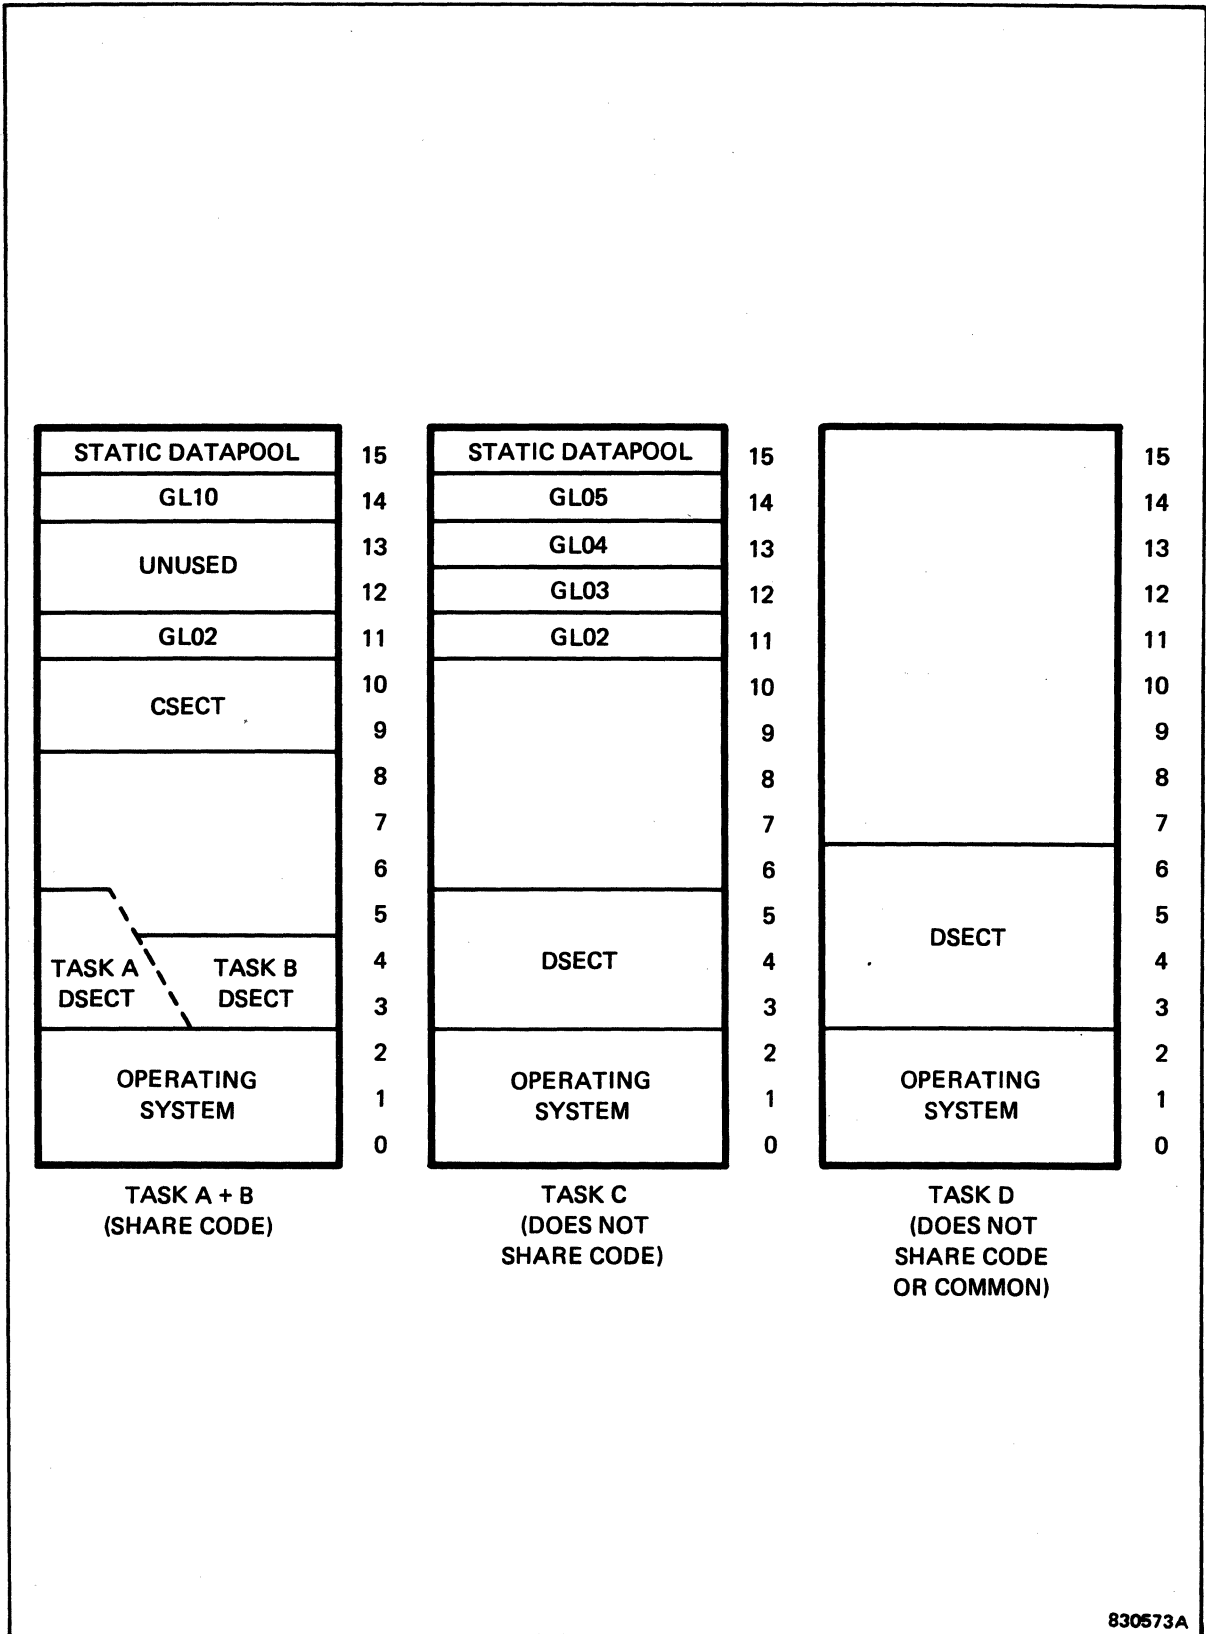 STATIC DATAPOOL
GL10
UNUSED
GL02
CSECT
TASK A
DSECT
TASK B
DSECT
OPERATING
SYSTEM
15
14
13
12
11
10
9
8
7
6
5
4
3
2
1
0
TASK A + B
(SHARE CODE)
STATIC DATAPOOL
GL05
GL04
GL03
GL02
DSECT
OPERATING
SYSTEM
15
14
13
12
11
10
9
8
7
6
5
4
3
2
1
0
TASK C
(DOES NOT
SHARE CODE)
DSECT
OPERATING
SYSTEM
15
14
13
12
11
10
9
8
7
6
5
4
3
2
1
0
TASK D
(DOES NOT
SHARE CODE
OR COMMON)
830573A